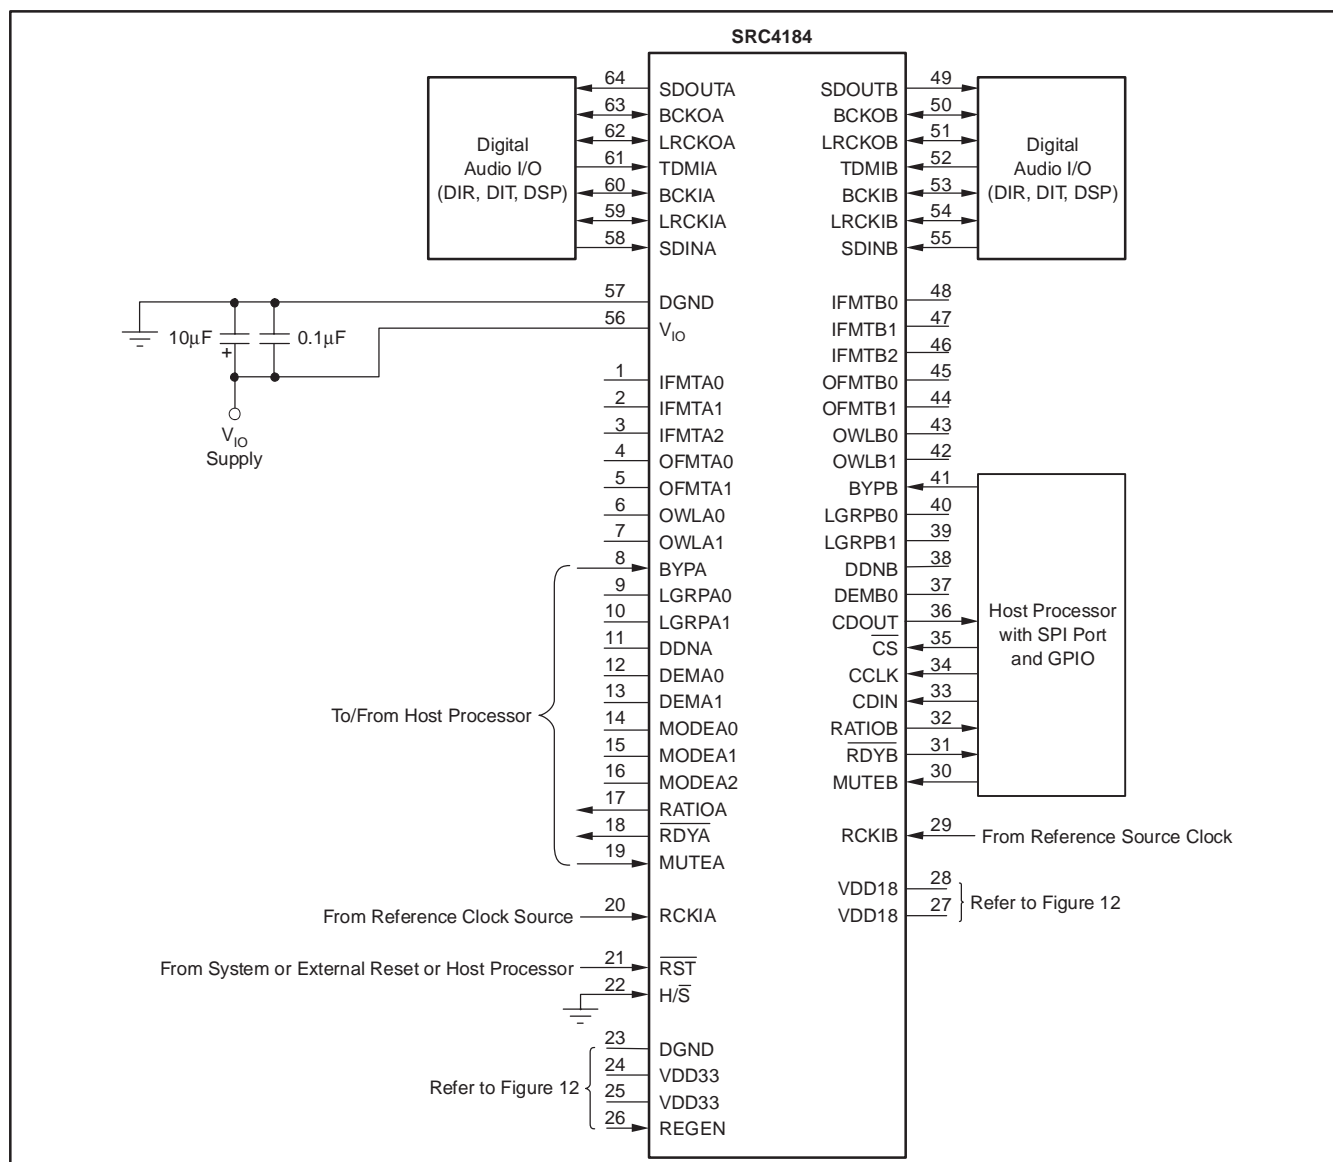 SRC4184
Digital
Audio I/O
(DIR, DIT, DSP)
64 SDOUTA
63 BCKOA
62 LRCKOA
61 TDMIA
60 BCKIA
59 LRCKIA
58 SDINA
SDOUTB 49
BCKOB 50
LRCKOB 51
TDMIB 52
BCKIB 53
LRCKIB 54
SDINB 55
Digital
Audio I/O
(DIR, DIT, DSP)
57 DGND
56 VIO
10μF
+
0.1μF
VIO
Supply
1 IFMTA0
2 IFMTA1
3 IFMTA2
4 OFMTA0
5 OFMTA1
6 OWLA0
7 OWLA1
8 BYPA
9 LGRPA0
10 LGRPA1
11 DDNA
12 DEMA0
13 DEMA1
14 MODEA0
15 MODEA1
16 MODEA2
17 RATIOA
18 RDYA
19 MUTEA
To/From Host Processor
IFMTB0 48
IFMTB1 47
IFMTB2 46
OFMTB0 45
OFMTB1 44
OWLB0 43
OWLB1 42
BYPB 41
LGRPB0 40
LGRPB1 39
DDNB 38
DEMB0 37
CDOUT 36
CS 35
CCLK 34
CDIN 33
RATIOB 32
RDYB 31
MUTEB 30
Host Processor
with SPI Port
and GPIO
RCKIB 29 From Reference Source Clock
VDD18 28
VDD18 27
Refer to Figure 12
From Reference Clock Source 20 RCKIA
From System or External Reset or Host Processor 21 RST
22 H/S
23 DGND
24 VDD33
25 VDD33
26 REGEN
Refer to Figure 12